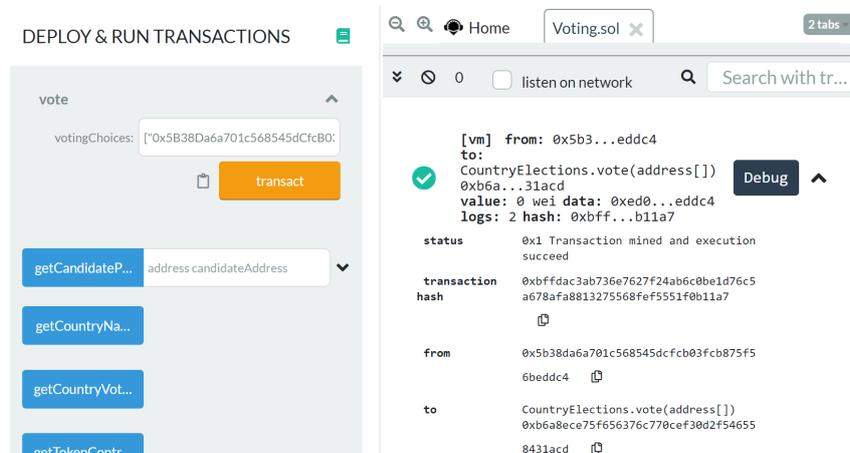 DEPLOY & RUN TRANSACTIONS
vote
votingChoices:
["0x5B38Da6a701c568545dCfcB0
transact
getCandidateP...
address candidateAddress
getCountryNa...
getCountryVot...
getTokenContr...
Home
Voting.sol
2 tabs
0
listen on network
Search with tr...
[vm] from: 0x5b3...eddc4
to:
CountryElections.vote(address[])
0xb6a...31acd
value: 0 wei data: 0xed0...eddc4
logs: 2 hash: 0xbff...b11a7
Debug
status 0x1 Transaction mined and execution
succeed
transaction 0xbffdac3ab736e7627f24ab6c0be1d76c5
hash a678afa8813275568fef5551f0b11a7
from 0x5b38da6a701c568545dcfcb03fcb875f5
6beddc4
to CountryElections.vote(address[])
0xb6a8ece75f656376c770cef30d2f54655
8431acd